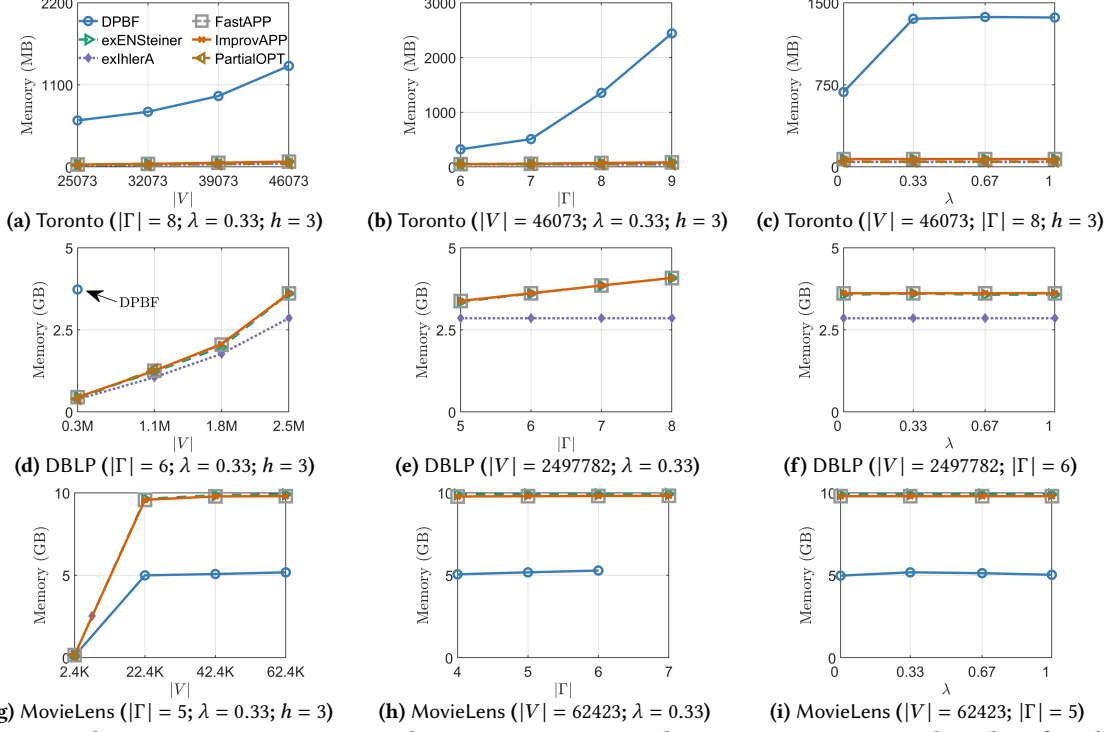 2200
1100
0
Memory (MB)
DPBF
exENSteiner
exIhlerA
FastAPP
ImprovAPP
PartialOPT
25073 32073 39073 46073
|V|
(a) Toronto (|Γ| = 8; λ = 0.33; h = 3)
3000
2000
1000
0
Memory (MB)
6 7 8 9
|Γ|
(b) Toronto (|V| = 46073; λ = 0.33; h = 3)
1500
750
0
Memory (MB)
0 0.33 0.67 1
λ
(c) Toronto (|V| = 46073; |Γ| = 8; h = 3)
5
2.5
0
Memory (GB)
DPBF
0.3M 1.1M 1.8M 2.5M
|V|
(d) DBLP (|Γ| = 6; λ = 0.33; h = 3)
5
2.5
0
Memory (GB)
5 6 7 8
|Γ|
(e) DBLP (|V| = 2497782; λ = 0.33)
5
2.5
0
Memory (GB)
0 0.33 0.67 1
λ
(f) DBLP (|V| = 2497782; |Γ| = 6)
10
5
0
Memory (GB)
2.4K 22.4K 42.4K 62.4K
|V|
g) MovieLens (|Γ| = 5; λ = 0.33; h = 3)
10
5
0
Memory (GB)
4 5 6 7
|Γ|
(h) MovieLens (|V| = 62423; λ = 0.33)
10
5
0
Memory (GB)
0 0.33 0.67 1
λ
(i) MovieLens (|V| = 62423; |Γ| = 5)